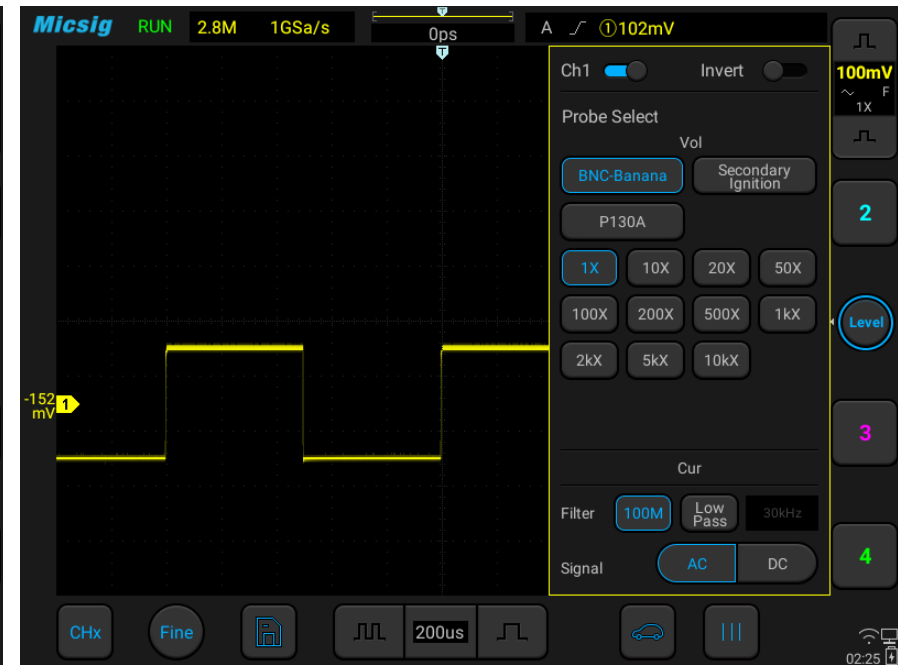 Micsig RUN 2.8M 1GSa/s T 0ps A ①102mV
T
Ch1 Invert
100mV
F
1X
Probe Select
Vol
BNC-Banana Secondary Ignition
P130A
2
1X 10X 20X 50X
100X 200X 500X 1kX
Level
2kX 5kX 10kX
-152
mV 1
3
Cur
Filter 100M Low Pass 30kHz
Signal AC DC
4
CHx Fine 200us
02:25